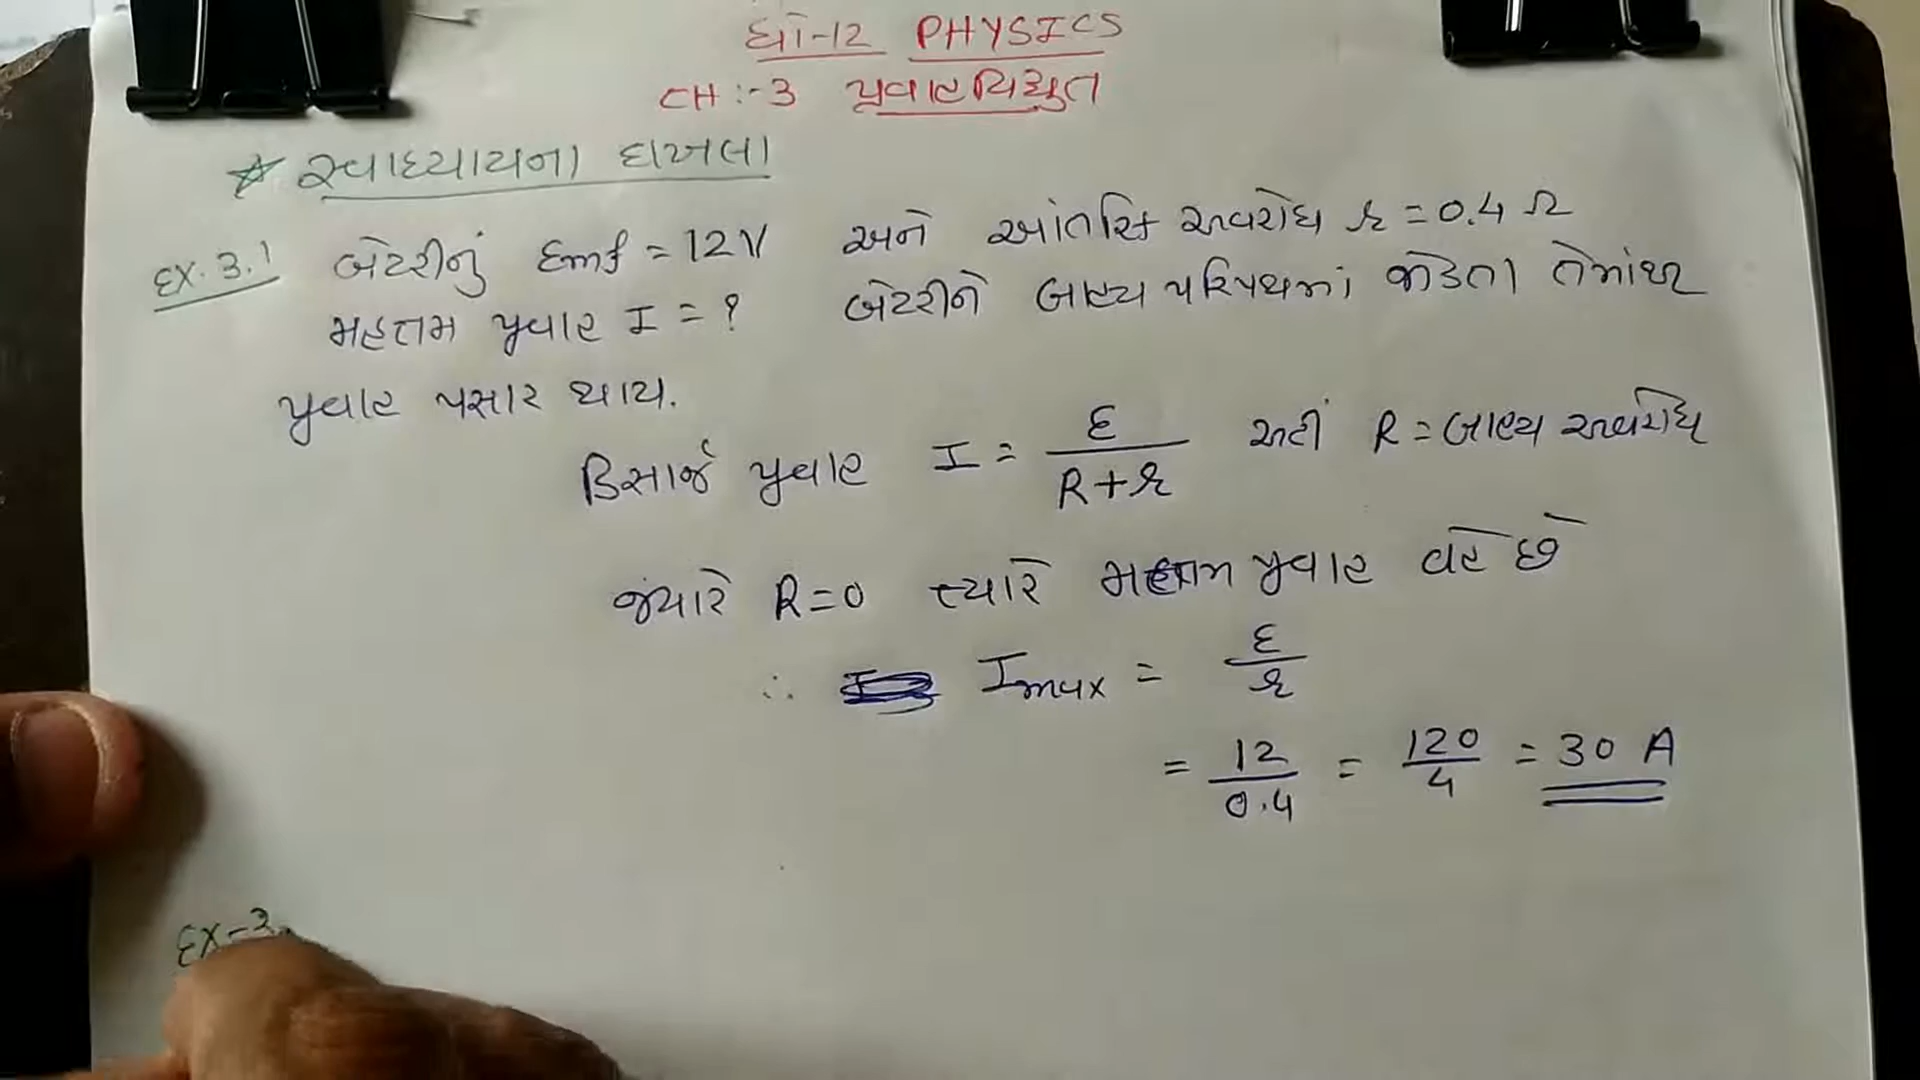 ધો-12 PHYSICS
CH:-3 પ્રવાહવિદ્યુત
* સ્વાધ્યાયના દાખલા
EX. 3.1 બેટરીનું Emf = 12V અને આંતરિક અવરોધ r = 0.4 Ω
મહત્તમ પ્રવાહ I = ? બેટરીને બાહ્ય પરિપથમાં જોડતા તેમાંથી
પ્રવાહ પસાર થાય.
પ્રવાહ I = ε / R+r અહીં R = બાહ્ય અવરોધ
જ્યારે R=0 ત્યારે મહત્તમ પ્રવાહ વહે છે
∴ Imax = ε / r
= 12 / 0.4 = 120 / 4 = 30 A
EX-3.